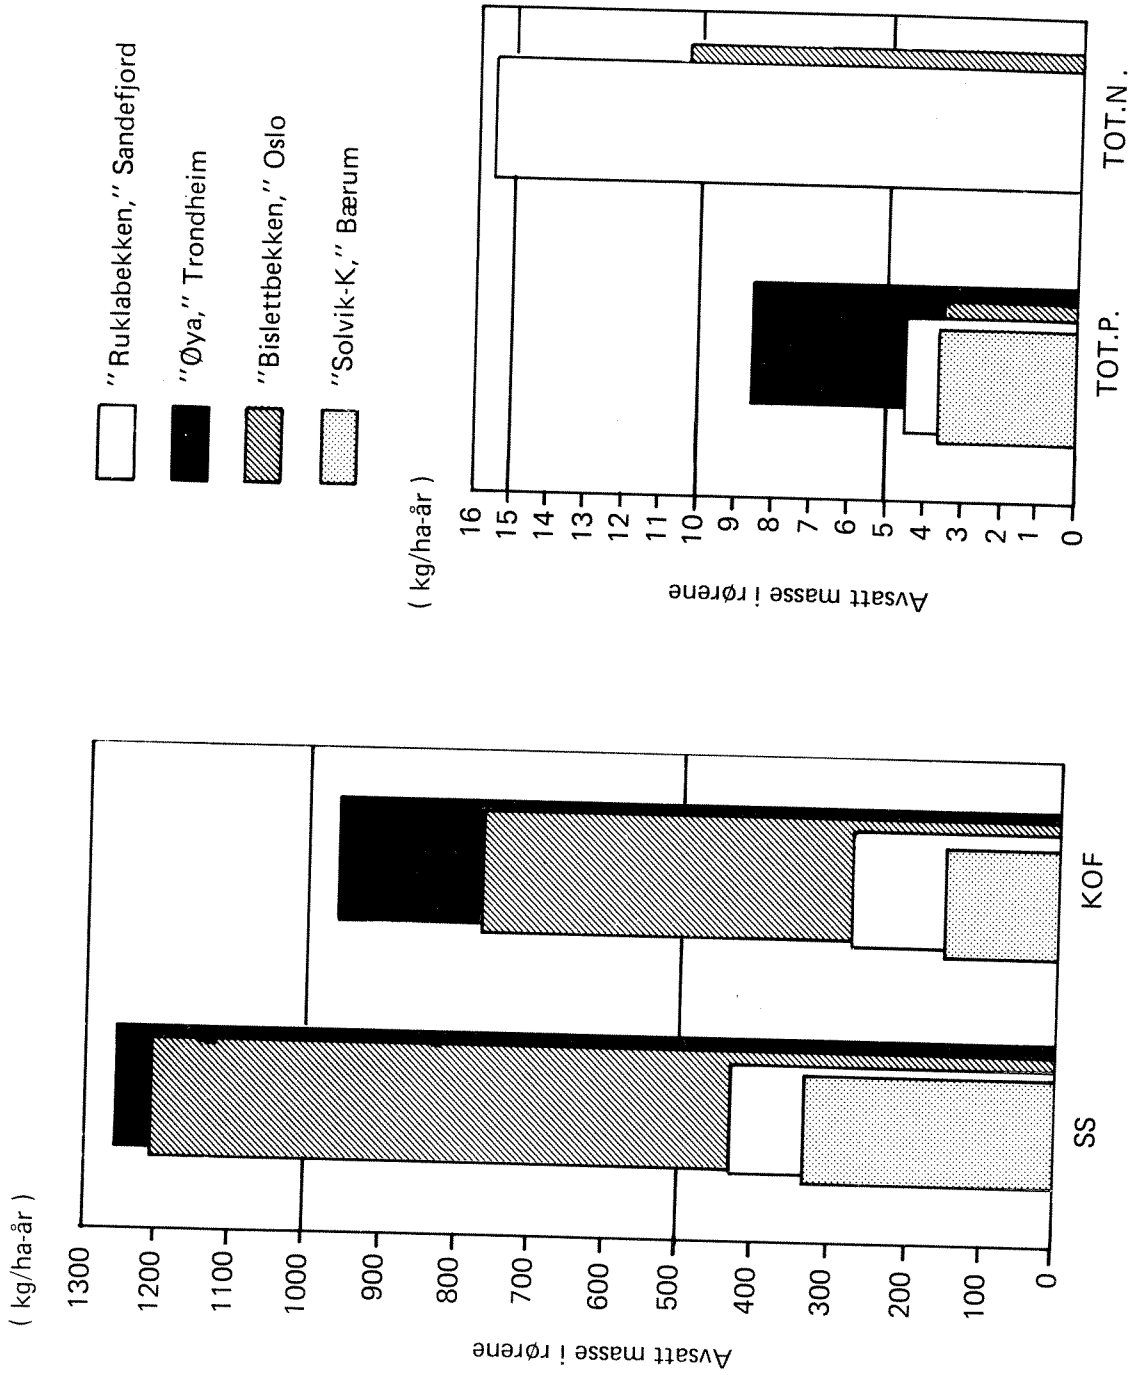 ( kg/ha-år )
1300
1200
1100
1000
900
800
700
600
500
400
300
200
100
0
Avsatt masse i rørene
SS
KOF
" Ruklabekken," Sandefjord
"Øya," Trondheim
"Bislettbekken," Oslo
"Solvik-K," Bærum
( kg/ha-år )
16
15
14
13
12
11
10
9
8
7
6
5
4
3
2
1
0
Avsatt masse i rørene
TOT.P.
TOT.N.